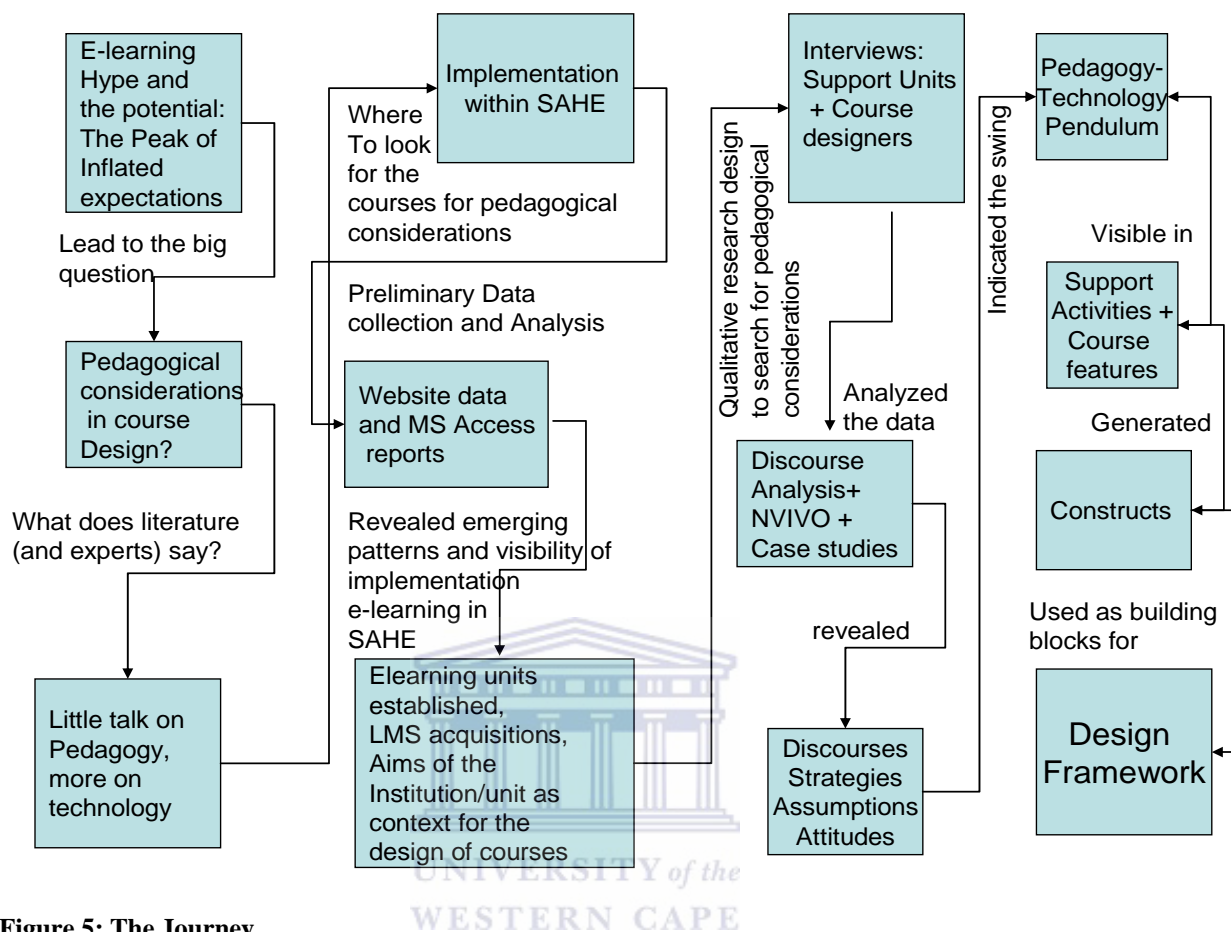 E-learning
Hype and
the potential:
The Peak of
Inflated
expectations
Lead to the big
question
Pedagogical
considerations
in course
Design?
What does literature
(and experts) say?
Little talk on
Pedagogy,
more on
technology
Implementation
within SAHE
Where
To look
for the
courses for pedagogical
considerations
Preliminary Data
collection and Analysis
Website data
and MS Access
reports
Revealed emerging
patterns and visibility of
implementation
e-learning in
SAHE
Elearning units
established,
LMS acquisitions,
Aims of the
Institution/unit as
context for the
design of courses
Qualitative research design
to search for pedagogical
considerations
Interviews:
Support Units
+ Course
designers
Analyzed
the data
Discourse
Analysis+
NVIVO +
Case studies
revealed
Discourses
Strategies
Assumptions
Attitudes
Indicated the swing
Pedagogy-
Technology
Pendulum
Visible in
Support
Activities +
Course
features
Generated
Constructs
Used as building
blocks for
Design
Framework
UNIVERSITY of the
WESTERN CAPE
Figure 5: The Journey